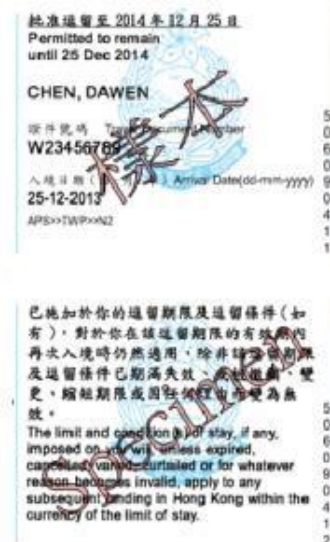 批准逗留至 2014 年 12 月 25 日
Permitted to remain
until 25 Dec 2014
CHEN, DAWEN
證件號碼 Travel Document Number
W23456789
入境日期 ( Arrival Date(dd-mm-yyyy)
25-12-2013
APS>>TWP>>N2
樣本
已施加於你的逗留期限及逗留條件(如
有),對於你在該逗留期限的有效期內
再次入境時仍然適用,除非該逗留期限
及逗留條件已期滿失效、或經撤銷、變
更、縮短期限或因任何理由而變為無
效。
The limit and condition(s) of stay, if any,
imposed on you will, unless expired,
cancelled, varied, curtailed or for whatever
reason becomes invalid, apply to any
subsequent landing in Hong Kong within the
currency of the limit of stay.
Specimen